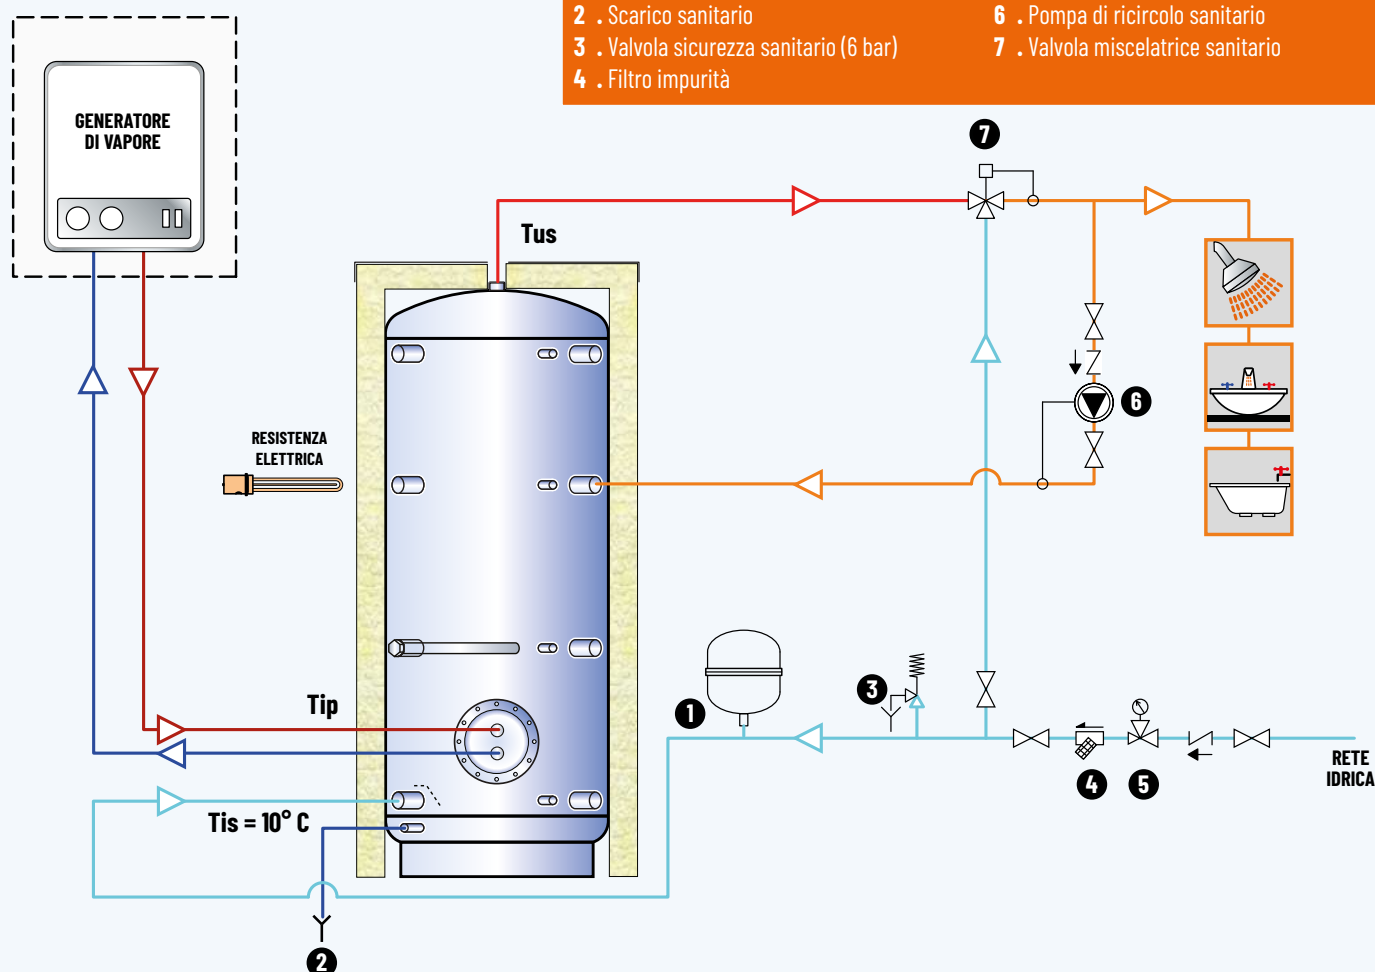 2 . Scarico sanitario
3 . Valvola sicurezza sanitario (6 bar)
4 . Filtro impurità
6 . Pompa di ricircolo sanitario
7 . Valvola miscelatrice sanitario
GENERATORE
DI VAPORE
7
Tus
6
RESISTENZA
ELETTRICA
3
1
Tip
RETE
IDRICA
4
5
Tis = 10° C
2